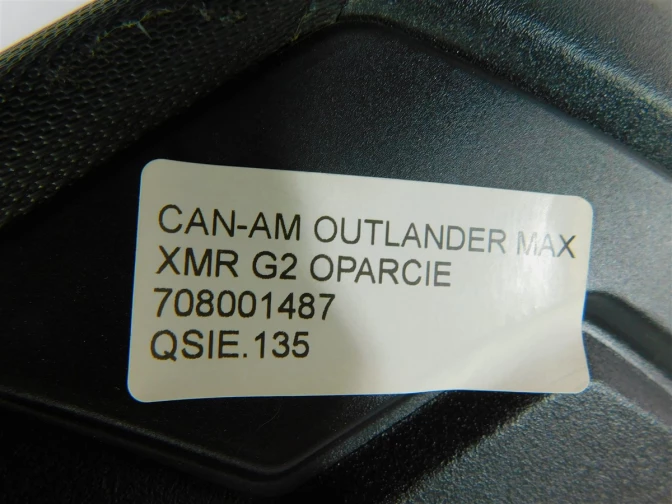 CAN-AM OUTLANDER MAX
XMR G2 OPARCIE
708001487
QSIE.135